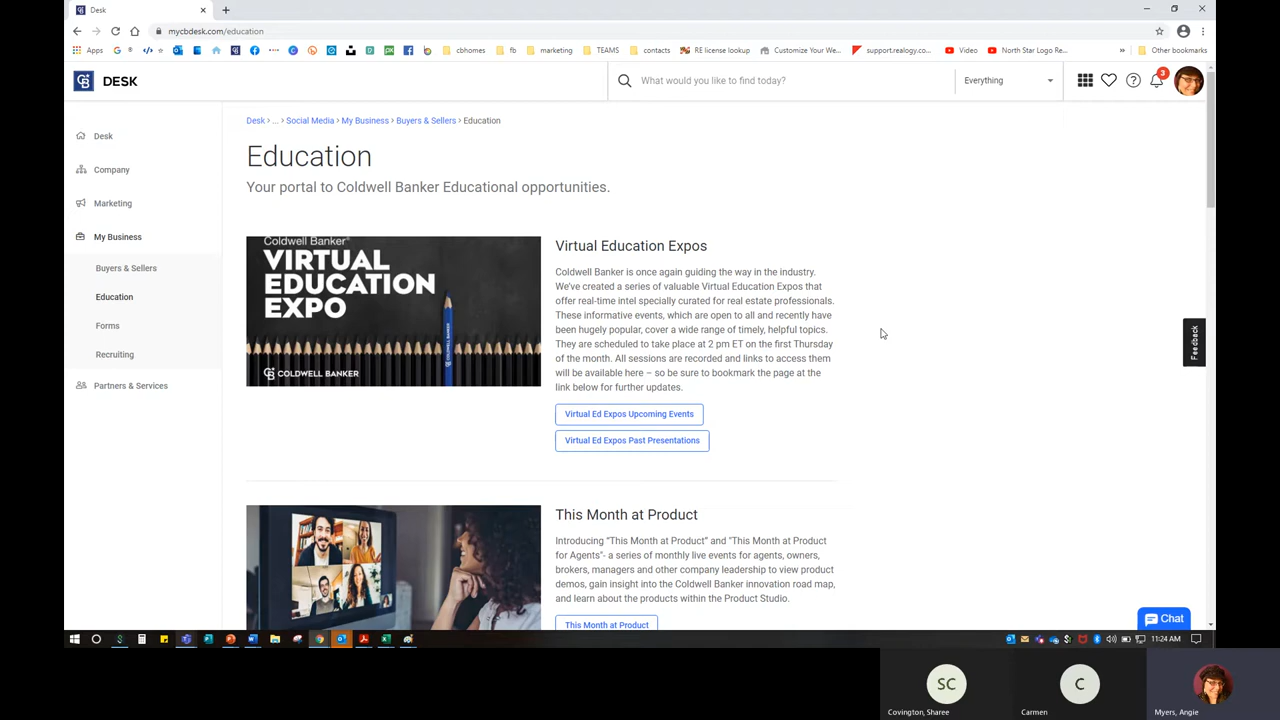 Desk
mycbdesk.com/education
Apps
cbhomes
fb
marketing
TEAMS
contacts
RE license lookup
Customize Your We...
support.realogy.co...
Video
North Star Logo Re...
»
Other bookmarks
DESK
What would you like to find today?
Everything
3
Desk > ... > Social Media > My Business > Buyers & Sellers > Education
Desk
Company
Marketing
My Business
Buyers & Sellers
Education
Forms
Recruiting
Partners & Services
Education
Your portal to Coldwell Banker Educational opportunities.
Coldwell Banker®
VIRTUAL
EDUCATION
EXPO
COLDWELL BANKER
Virtual Education Expos
Coldwell Banker is once again guiding the way in the industry.
We've created a series of valuable Virtual Education Expos that
offer real-time intel specially curated for real estate professionals.
These informative events, which are open to all and recently have
been hugely popular, cover a wide range of timely, helpful topics.
They are scheduled to take place at 2 pm ET on the first Thursday
of the month. All sessions are recorded and links to access them
will be available here – so be sure to bookmark the page at the
link below for further updates.
Virtual Ed Expos Upcoming Events
Virtual Ed Expos Past Presentations
Feedback
This Month at Product
Introducing “This Month at Product” and "This Month at Product
for Agents"- a series of monthly live events for agents, owners,
brokers, managers and other company leadership to view product
demos, gain insight into the Coldwell Banker innovation road map,
and learn about the products within the Product Studio.
This Month at Product
Chat
11:24 AM
SC
Covington, Sharee
C
Carmen
Myers, Angie